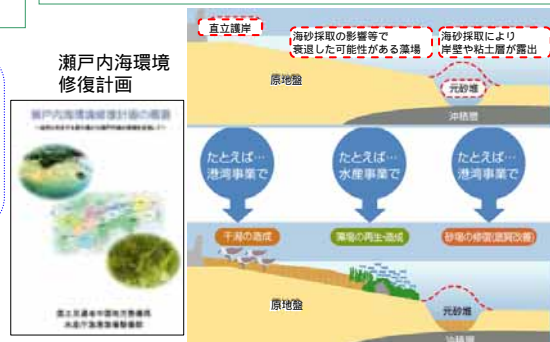 瀬戸内海環境
修復計画
瀬戸内海環境修復計画の概要
国土交通省中国地方整備局
水産庁漁港漁場整備部
直立護岸
海砂採取の影響等で
衰退した可能性がある藻場
海砂採取により
岸壁や粘土層が露出
原地盤
元砂堆
沖積層
たとえば…
港湾事業で
たとえば…
水産事業で
たとえば…
港湾事業で
干潟の造成
藻場の再生・造成
砂場の修復(底質改善)
原地盤
元砂堆
沖積層